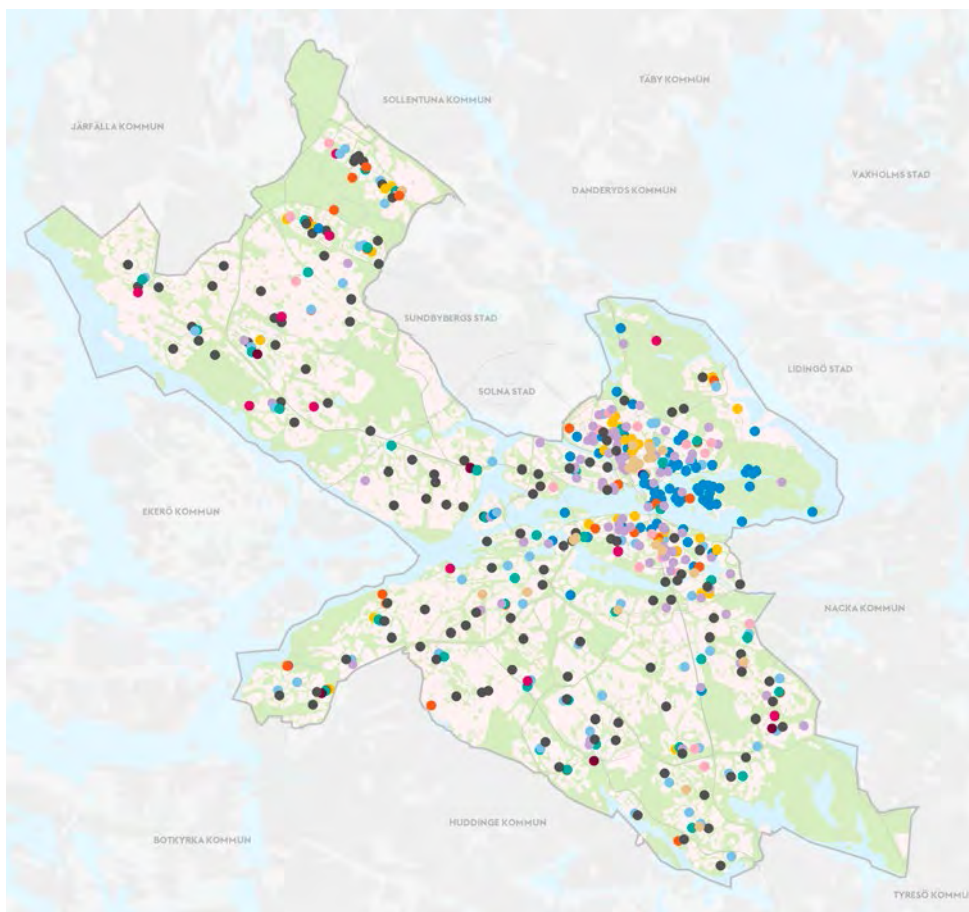 TÄBY KOMMUN
SOLLENTUNA KOMMUN
JÄRFÄLLA KOMMUN
VAXHOLMS STAD
DANDERYDS KOMMUN
SUNDBYBERGS STAD
LIDINGÖ STAD
SOLNA STAD
EKERÖ KOMMUN
NACKA KOMMUN
HUDDINGE KOMMUN
BOTKYRKA KOMMUN
TYRESÖ KOMMU